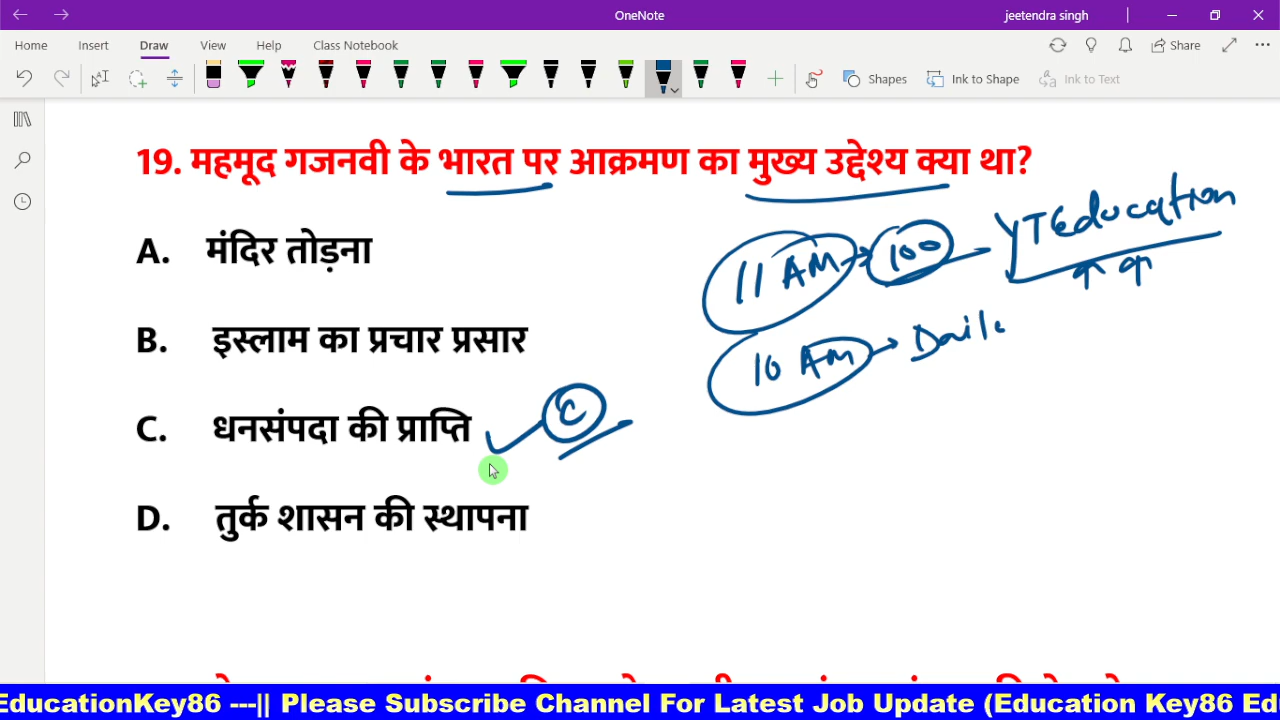 OneNote
jeetendra singh
Home Insert Draw View Help Class Notebook
Share
Shapes Ink to Shape Ink to Text
19. महमूद गजनवी के भारत पर आक्रमण का मुख्य उद्देश्य क्या था?
A. मंदिर तोड़ना
B. इस्लाम का प्रचार प्रसार
C. धनसंपदा की प्राप्ति
C
D. तुर्क शासन की स्थापना
11 AM 100 YTEducation
10 AM
EducationKey86 ---|| Please Subscribe Channel For Latest Job Update (Education Key86 Ed